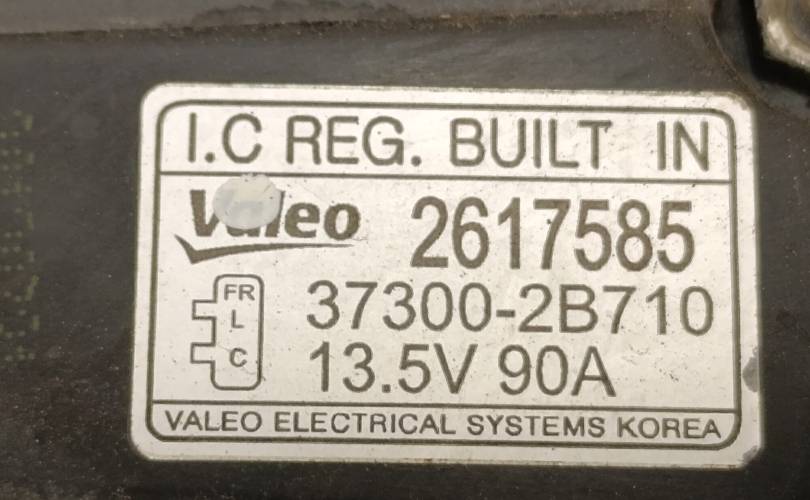 I.C REG. BUILT IN
Valeo 2617585
FR
L
C
37300-2B710
13.5V 90A
VALEO ELECTRICAL SYSTEMS KOREA